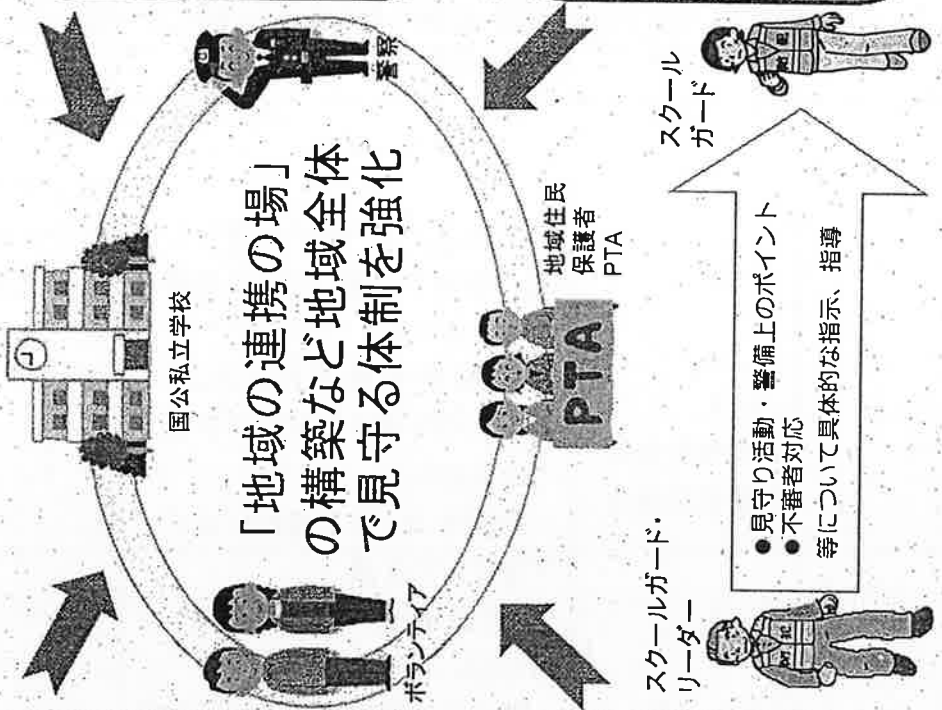 国公私立学校
警察
「地域の連携の場」
の構築など地域全体
で見守る体制を強化
ボランティア
地域住民
保護者
PTA
PTA
スクールガード・
リーダー
●見守り活動・警備上のポイント
●不審者対応
等について具体的な指示、指導
スクール
ガード